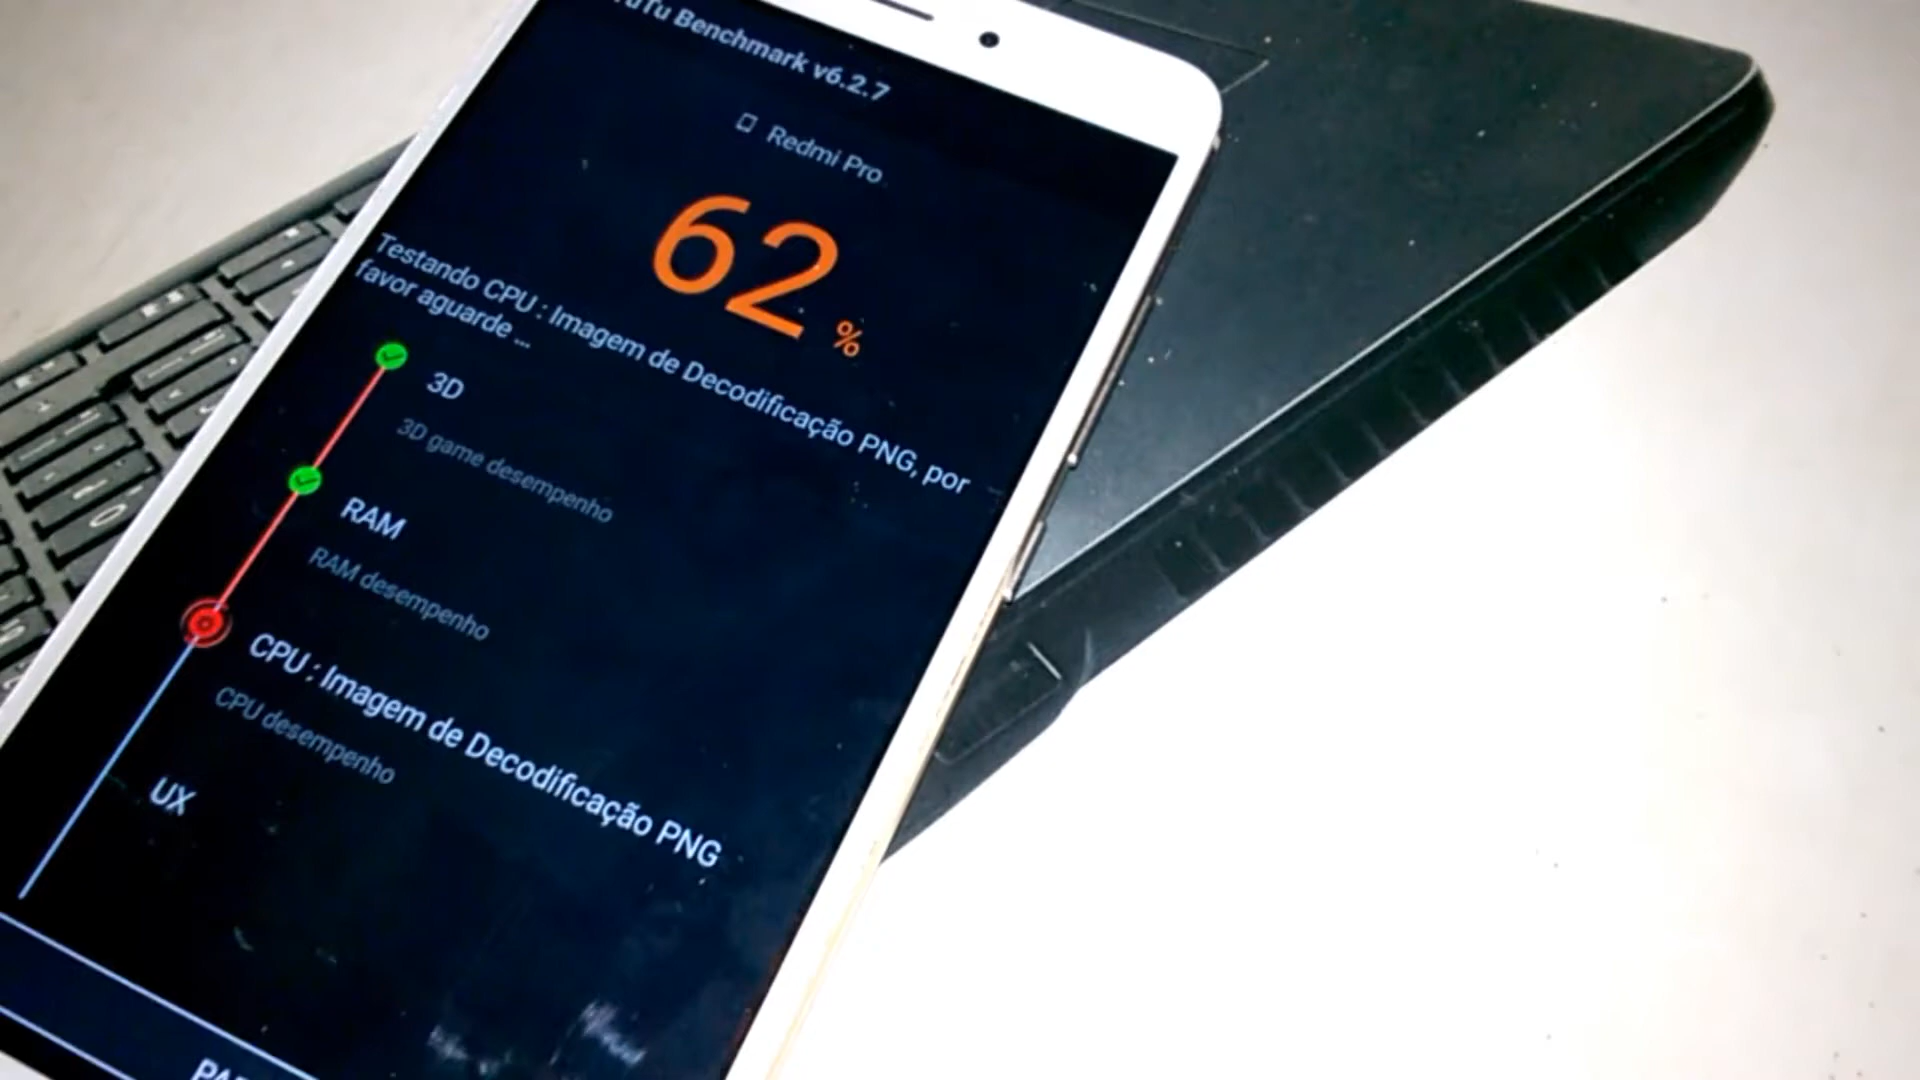 Benchmark v6.2.7
Redmi Pro
62 %
Testando CPU : Imagem de Decodificação PNG, por
favor aguarde ...
3D
3D game desempenho
RAM
RAM desempenho
CPU : Imagem de Decodificação PNG
CPU desempenho
UX